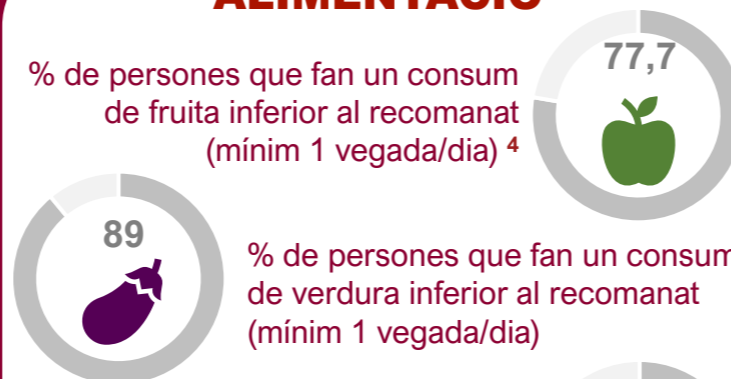 ALIMENTACIÓ
77,7
% de persones que fan un consum
de fruita inferior al recomanat
(mínim 1 vegada/dia) 4
89
% de persones que fan un consum
de verdura inferior al recomanat
(mínim 1 vegada/dia)